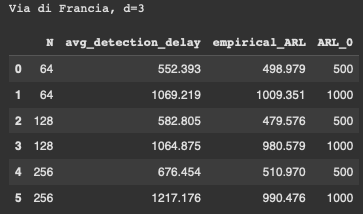 Via di Francia, d=3
N avg_detection_delay empirical_ARL ARL_0
0 64 552.393 498.979 500
1 64 1069.219 1009.351 1000
2 128 582.805 479.576 500
3 128 1064.875 980.579 1000
4 256 676.454 510.970 500
5 256 1217.176 990.476 1000